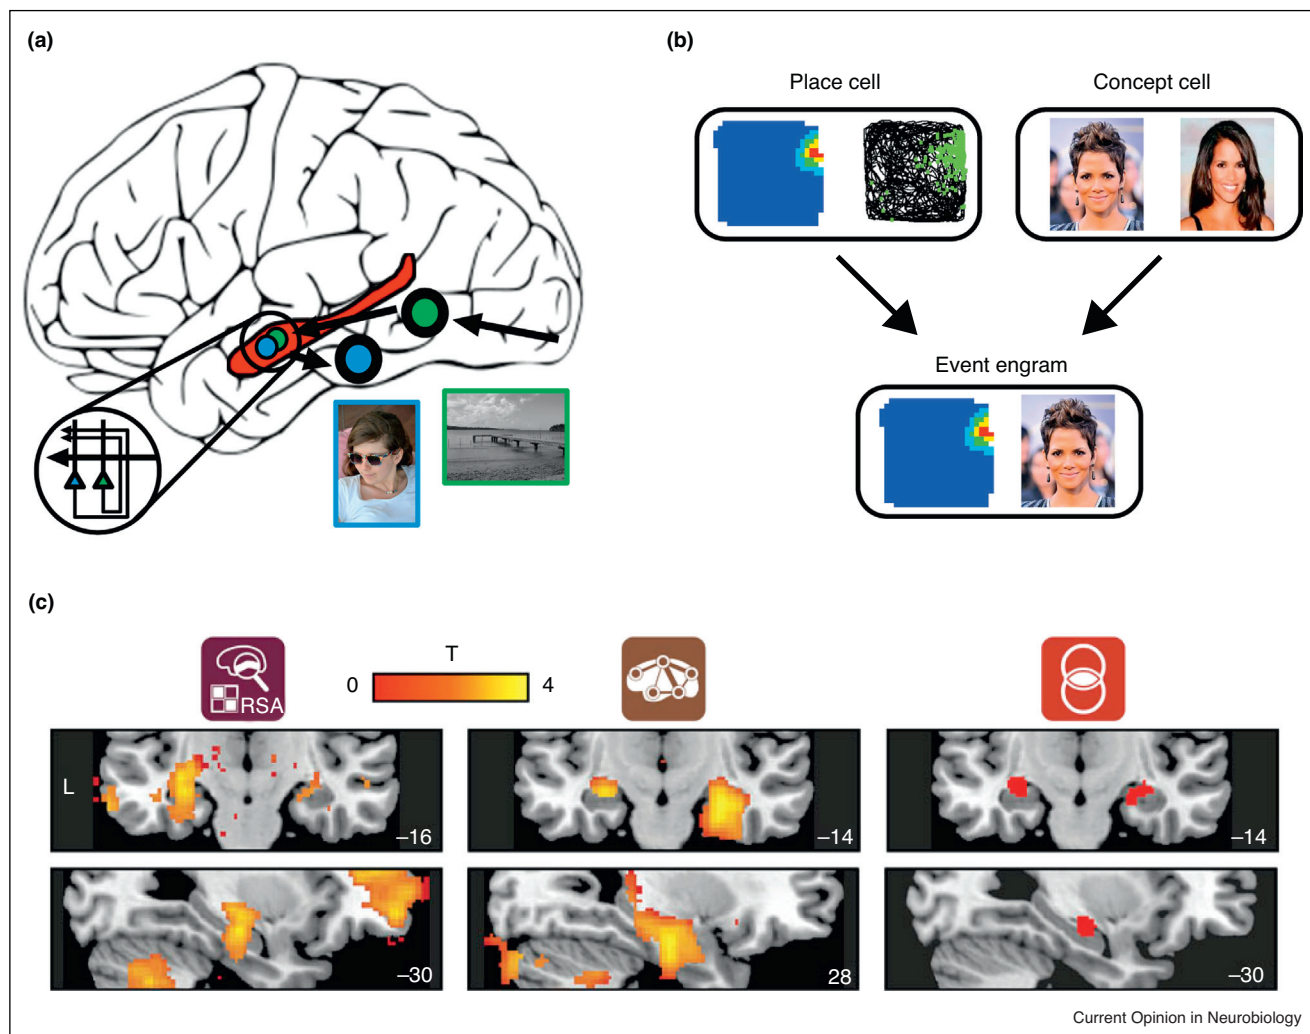 (a)
(b)
Place cell
Concept cell
Event engram
(c)
RSA
T
0
4
L
–16
–14
–14
–30
28
–30
Current Opinion in Neurobiology